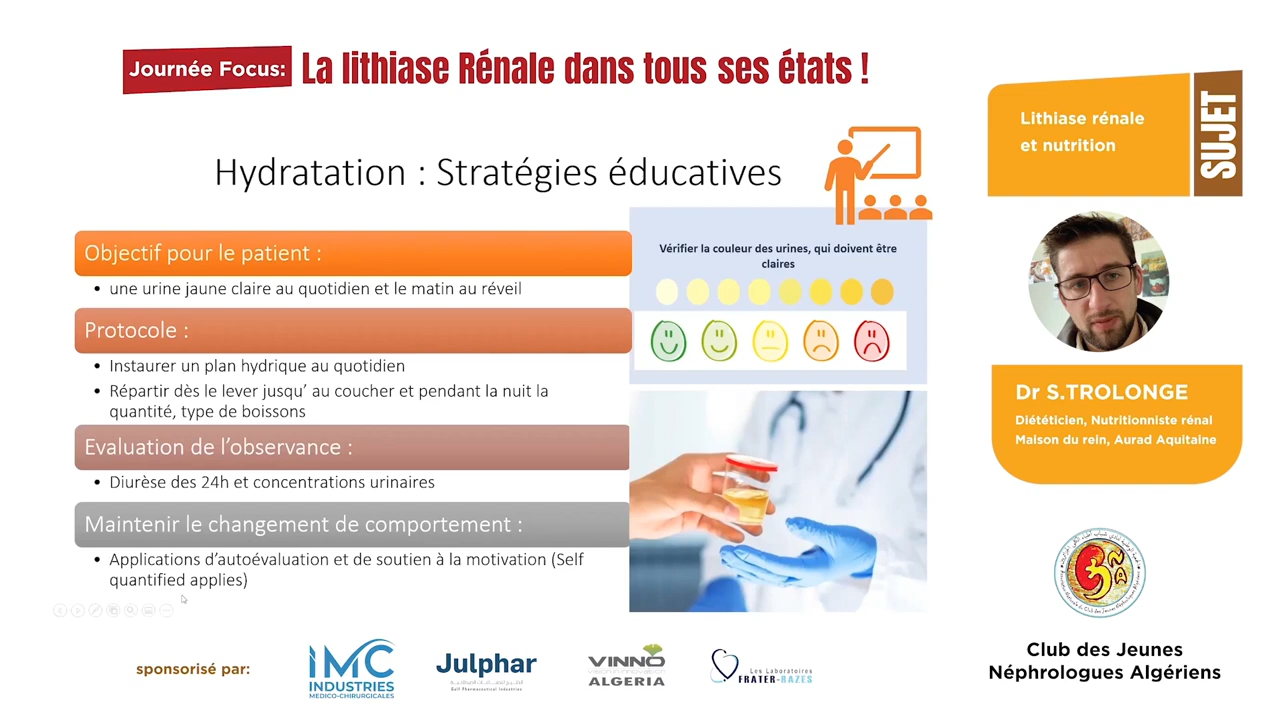 Journée Focus: La lithiase Rénale dans tous ses états !
Hydratation : Stratégies éducatives
Objectif pour le patient :
• une urine jaune claire au quotidien et le matin au réveil
Protocole :
• Instaurer un plan hydrique au quotidien
• Répartir dès le lever jusqu' au coucher et pendant la nuit la
quantité, type de boissons
Evaluation de l'observance :
• Diurèse des 24h et concentrations urinaires
Maintenir le changement de comportement :
• Applications d'autoévaluation et de soutien à la motivation (Self
quantified applies)
Vérifier la couleur des urines, qui doivent être
claires
Lithiase rénale
et nutrition
SUJET
Dr S.TROLONGE
Diététicien, Nutritionniste rénal
Maison du rein, Aurad Aquitaine
Club des Jeunes
Néphrologues Algériens
sponsorisé par:
IMC
INDUSTRIES
MEDICO-CHIRURGICALES
Julphar
Gulf Pharmaceutical Industries
VINNO
ALGERIA
Les Laboratoires
FRATER-RAZES